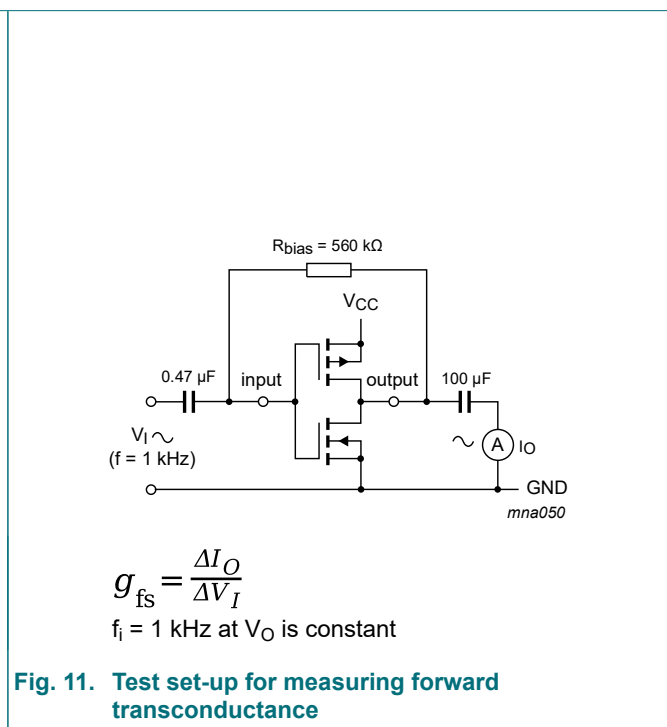 Rbias = 560 kΩ
VCC
0.47 µF
input
output
100 µF
VI
(f = 1 kHz)
A
IO
GND
mna050
gfs = ΔIO / ΔVI
fi = 1 kHz at VO is constant
Fig. 11. Test set-up for measuring forward
transconductance